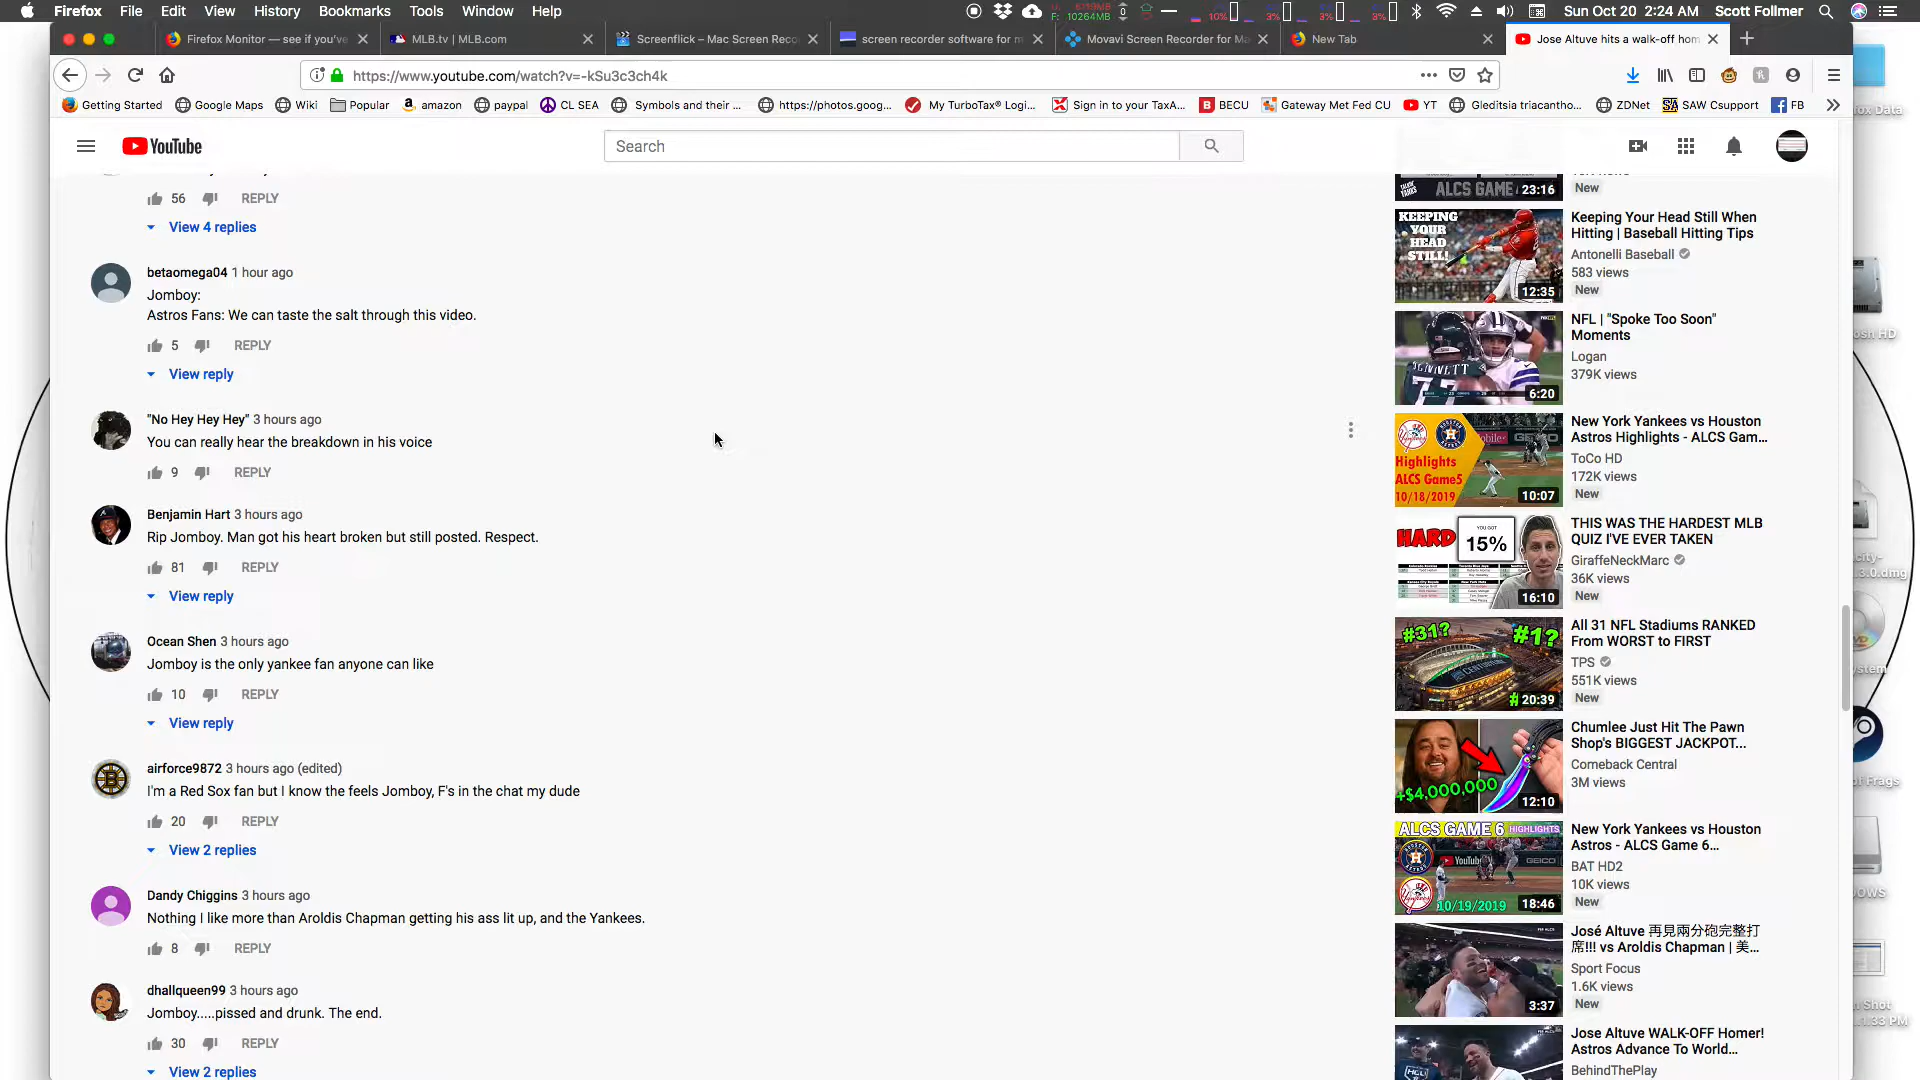 Firefox File Edit View History Bookmarks Tools Window Help
Sun Oct 20 2:24 AM Scott Follmer
Firefox Monitor — see if you've
MLB.tv | MLB.com
Screenflick – Mac Screen Reco
screen recorder software for m
Movavi Screen Recorder for Ma
New Tab
Jose Altuve hits a walk-off hom
https://www.youtube.com/watch?v=-kSu3c3ch4k
Getting Started Google Maps Wiki Popular amazon paypal CL SEA Symbols and their ... https://photos.goog... My TurboTax® Logi... Sign in to your TaxA... BECU Gateway Met Fed CU YT Gleditsia triacantho... ZDNet SAW Csupport FB
YouTube
Search
56 REPLY
View 4 replies
betaomega04 1 hour ago
Jomboy:
Astros Fans: We can taste the salt through this video.
5 REPLY
View reply
"No Hey Hey Hey" 3 hours ago
You can really hear the breakdown in his voice
9 REPLY
Benjamin Hart 3 hours ago
Rip Jomboy. Man got his heart broken but still posted. Respect.
81 REPLY
View reply
Ocean Shen 3 hours ago
Jomboy is the only yankee fan anyone can like
10 REPLY
View reply
airforce9872 3 hours ago (edited)
I'm a Red Sox fan but I know the feels Jomboy, F's in the chat my dude
20 REPLY
View 2 replies
Dandy Chiggins 3 hours ago
Nothing I like more than Aroldis Chapman getting his ass lit up, and the Yankees.
8 REPLY
dhallqueen99 3 hours ago
Jomboy.....pissed and drunk. The end.
30 REPLY
View 2 replies
ALCS GAME
23:16
New
KEEPING
YOUR
HEAD
STILL!
12:35
Keeping Your Head Still When
Hitting | Baseball Hitting Tips
Antonelli Baseball
583 views
New
6:20
NFL | "Spoke Too Soon"
Moments
Logan
379K views
Highlights
ALCS Game5
10/18/2019
10:07
New York Yankees vs Houston
Astros Highlights - ALCS Gam...
ToCo HD
172K views
New
HARD
YOU GOT
15%
16:10
THIS WAS THE HARDEST MLB
QUIZ I'VE EVER TAKEN
GiraffeNeckMarc
36K views
New
#31?
#1?
20:39
All 31 NFL Stadiums RANKED
From WORST to FIRST
TPS
551K views
New
+$4,000,000
12:10
Chumlee Just Hit The Pawn
Shop's BIGGEST JACKPOT...
Comeback Central
3M views
ALCS GAME 6 HIGHLIGHTS
YouTube
GEICO
10/19/2019
18:46
New York Yankees vs Houston
Astros - ALCS Game 6...
BAT HD2
10K views
New
3:37
José Altuve 再見兩分砲完整打
席!!! vs Aroldis Chapman | 美...
Sport Focus
1.6K views
New
Jose Altuve WALK-OFF Homer!
Astros Advance To World...
BehindThePlay